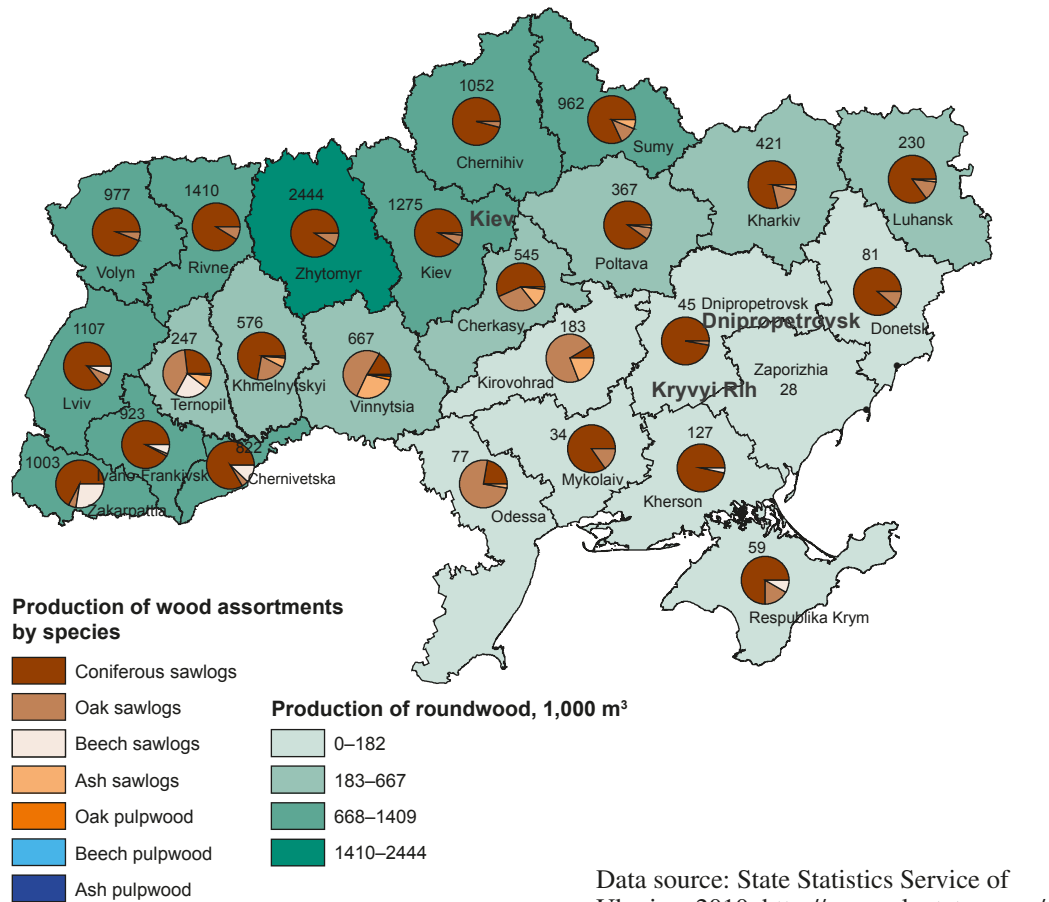 1052
Chernihiv
962
Sumy
421
Kharkiv
230
Luhansk
977
Volyn
1410
Rivne
2444
Zhytomyr
1275
Kiev
Kiev
367
Poltava
545
Cherkasy
81
Donetsk
45
Dnipropetrovsk
Dnipropetrovsk
Zaporizhia
28
Kryvyi Rih
183
Kirovohrad
1107
Lviv
247
Ternopil
576
Khmelnytskyi
667
Vinnytsia
923
Ivano-Frankivsk
822
Chernivetska
1003
Zakarpattia
77
Odessa
34
Mykolaiv
127
Kherson
59
Respublika Krym
Production of wood assortments
by species
Coniferous sawlogs
Oak sawlogs
Beech sawlogs
Ash sawlogs
Oak pulpwood
Beech pulpwood
Ash pulpwood
Production of roundwood, 1,000 m³
0–182
183–667
668–1409
1410–2444
Data source: State Statistics Service of